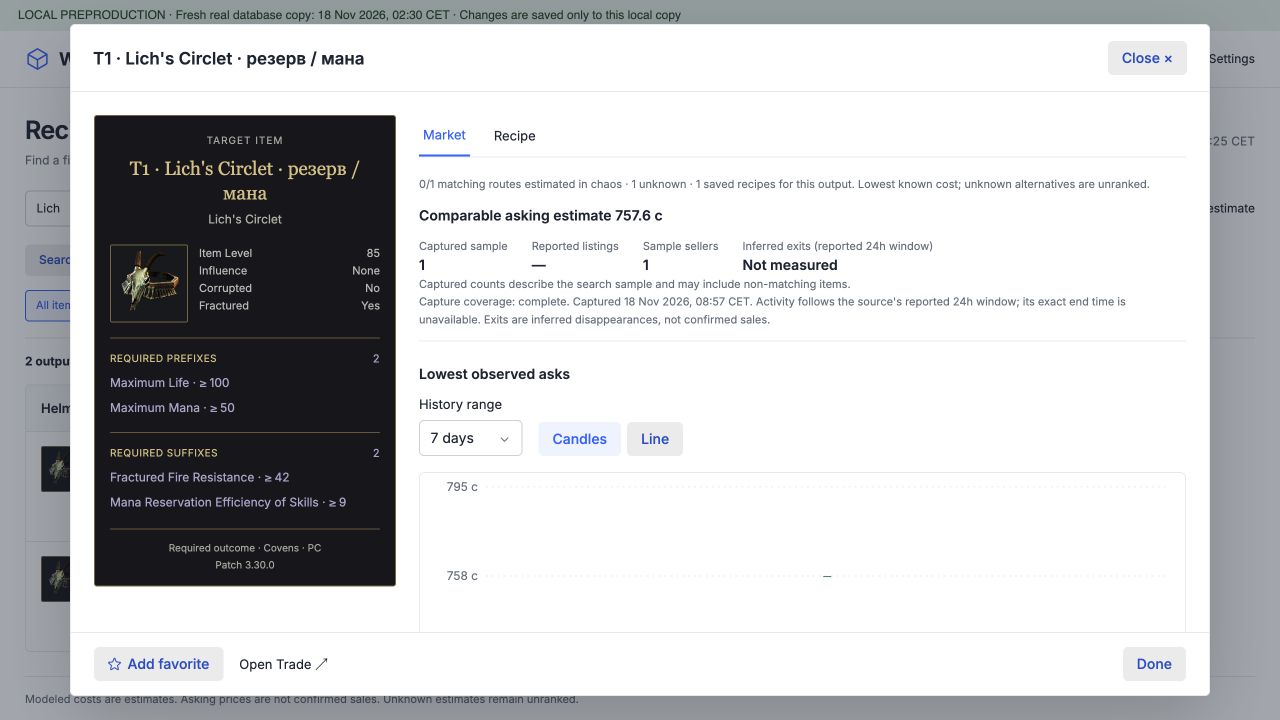 LOCAL PREPRODUCTION · Fresh real database copy: 18 Nov 2026, 02:30 CET · Changes are saved only to this local copy
T1 · Lich's Circlet · резерв / мана
Close ×
Settings
:25 CET
Find a fi
Lich
estimate
Searc
All item
2 outpu
Helm
TARGET ITEM
T1 · Lich's Circlet · резерв /
мана
Lich's Circlet
Item Level 85
Influence None
Corrupted No
Fractured Yes
REQUIRED PREFIXES 2
Maximum Life · ≥ 100
Maximum Mana · ≥ 50
REQUIRED SUFFIXES 2
Fractured Fire Resistance · ≥ 42
Mana Reservation Efficiency of Skills · ≥ 9
Required outcome · Covens · PC
Patch 3.30.0
Market Recipe
0/1 matching routes estimated in chaos · 1 unknown · 1 saved recipes for this output. Lowest known cost; unknown alternatives are unranked.
Comparable asking estimate 757.6 c
Captured sample Reported listings Sample sellers Inferred exits (reported 24h window)
1 — 1 Not measured
Captured counts describe the search sample and may include non-matching items.
Capture coverage: complete. Captured 18 Nov 2026, 08:57 CET. Activity follows the source's reported 24h window; its exact end time is
unavailable. Exits are inferred disappearances, not confirmed sales.
Lowest observed asks
History range
7 days Candles Line
795 c
758 c
Add favorite Open Trade
Done
Modeled costs are estimates. Asking prices are not confirmed sales. Unknown estimates remain unranked.